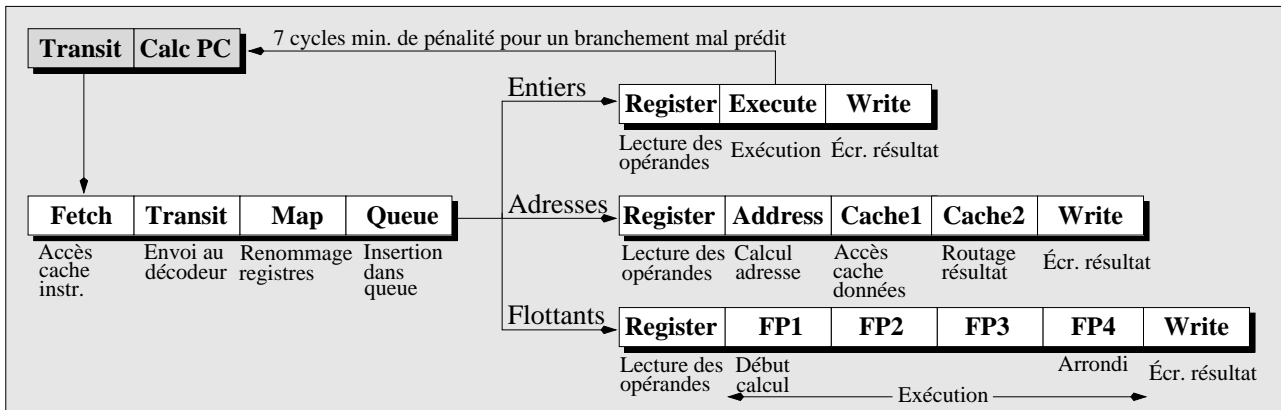 Transit Calc PC
7 cycles min. de pénalité pour un branchement mal prédit
Entiers
Register Execute Write
Lecture des
opérandes
Exécution
Écr. résultat
Fetch Transit Map Queue
Accès
cache
instr.
Envoi au
décodeur
Renommage
registres
Insertion
dans
queue
Adresses
Register Address Cache1 Cache2 Write
Lecture des
opérandes
Calcul
adresse
Accès
cache
données
Routage
résultat
Écr. résultat
Flottants
Register FP1 FP2 FP3 FP4 Write
Lecture des
opérandes
Début
calcul
Arrondi
Écr. résultat
Exécution